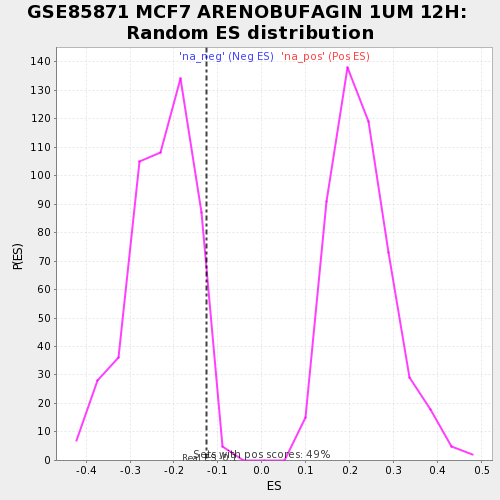 GSE85871 MCF7 ARENOBUFAGIN 1UM 12H:
Random ES distribution
'na_neg' (Neg ES) 'na_pos' (Pos ES)
140
130
120
110
100
90
80
70
60
50
40
30
20
10
0
P(ES)
Sets with pos scores: 49%
Real ES
-0.4 -0.3 -0.2 -0.1 0.0 0.1 0.2 0.3 0.4 0.5
ES